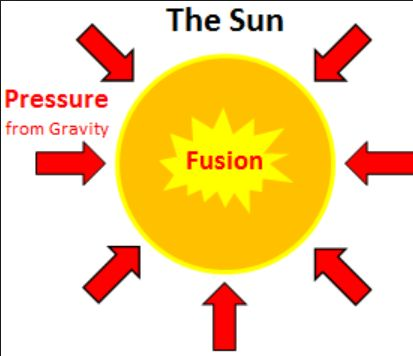 The Sun
Pressure
from Gravity
Fusion